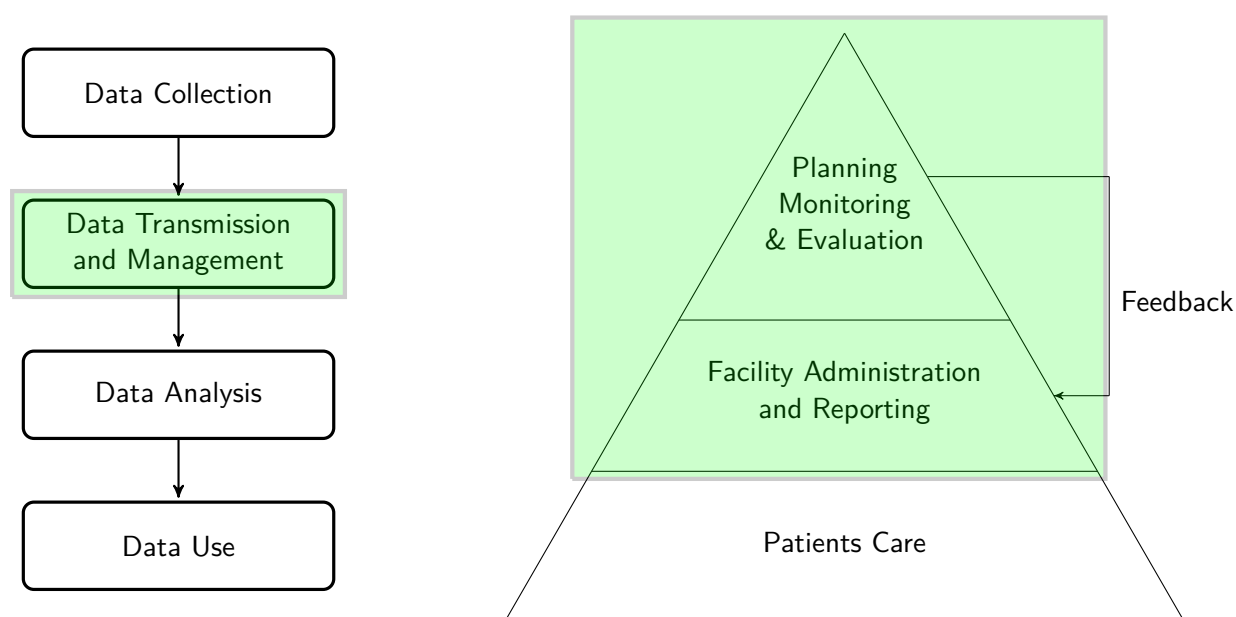 Data Collection
Data Transmission
and Management
Data Analysis
Data Use
Planning
Monitoring
& Evaluation
Feedback
Facility Administration
and Reporting
Patients Care